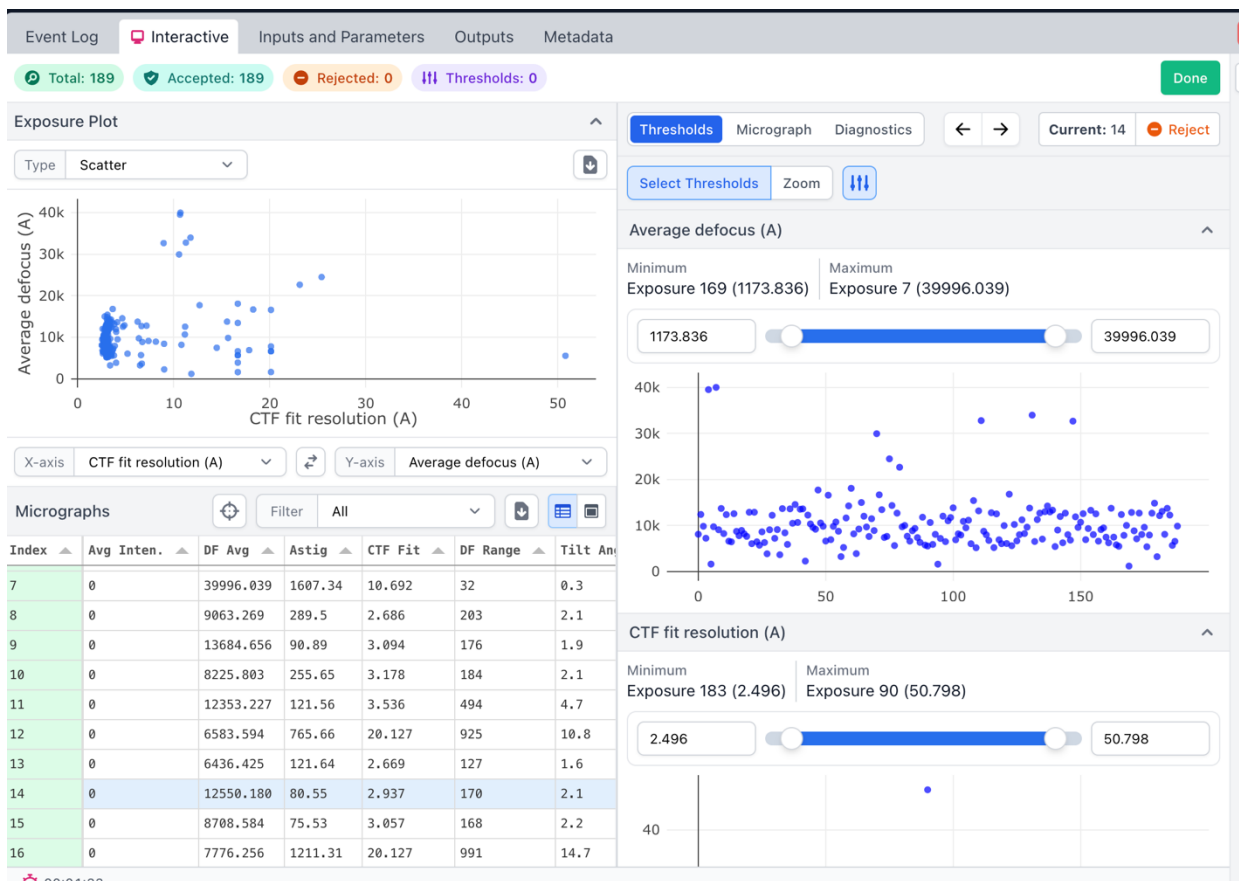 Event Log Interactive Inputs and Parameters Outputs Metadata
Total: 189 Accepted: 189 Rejected: 0 Thresholds: 0 Done
Exposure Plot
Type Scatter
40k
30k
20k
10k
0
Average defocus (A)
0 10 20 30 40 50
CTF fit resolution (A)
X-axis CTF fit resolution (A) Y-axis Average defocus (A)
Micrographs Filter All
Index Avg Inten. DF Avg Astig CTF Fit DF Range Tilt An
7 0 39996.039 1607.34 10.692 32 0.3
8 0 9063.269 289.5 2.686 203 2.1
9 0 13684.656 90.89 3.094 176 1.9
10 0 8225.803 255.65 3.178 184 2.1
11 0 12353.227 121.56 3.536 494 4.7
12 0 6583.594 765.66 20.127 925 10.8
13 0 6436.425 121.64 2.669 127 1.6
14 0 12550.180 80.55 2.937 170 2.1
15 0 8708.584 75.53 3.057 168 2.2
16 0 7776.256 1211.31 20.127 991 14.7
Thresholds Micrograph Diagnostics Current: 14 Reject
Select Thresholds Zoom
Average defocus (A)
Minimum Maximum
Exposure 169 (1173.836) Exposure 7 (39996.039)
1173.836 39996.039
40k
30k
20k
10k
0
0 50 100 150
CTF fit resolution (A)
Minimum Maximum
Exposure 183 (2.496) Exposure 90 (50.798)
2.496 50.798
40